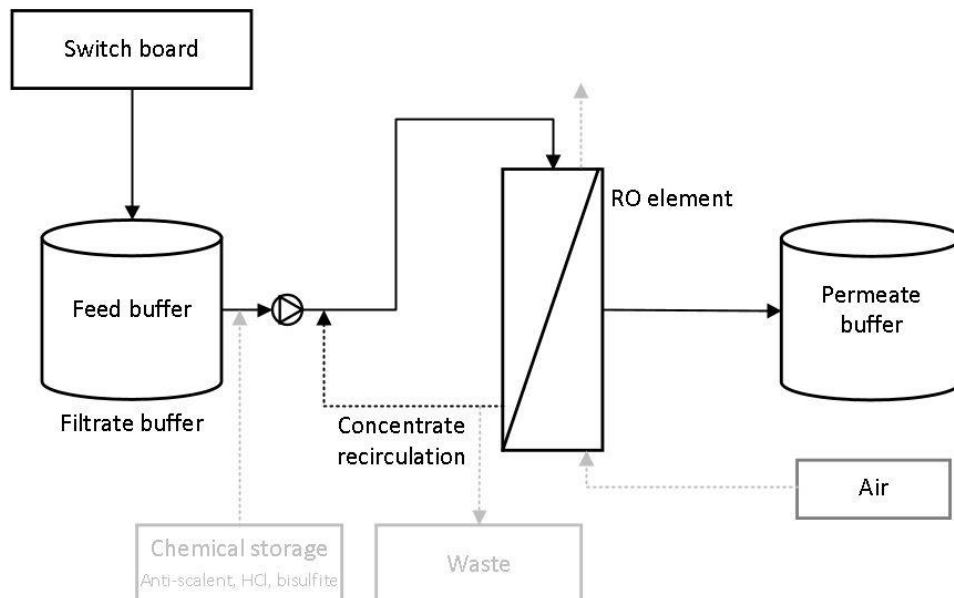 Switch board
RO element
Feed buffer
Permeate
buffer
Filtrate buffer
Concentrate
recirculation
Air
Chemical storage
Anti-scalent, HCl, bisulfite
Waste